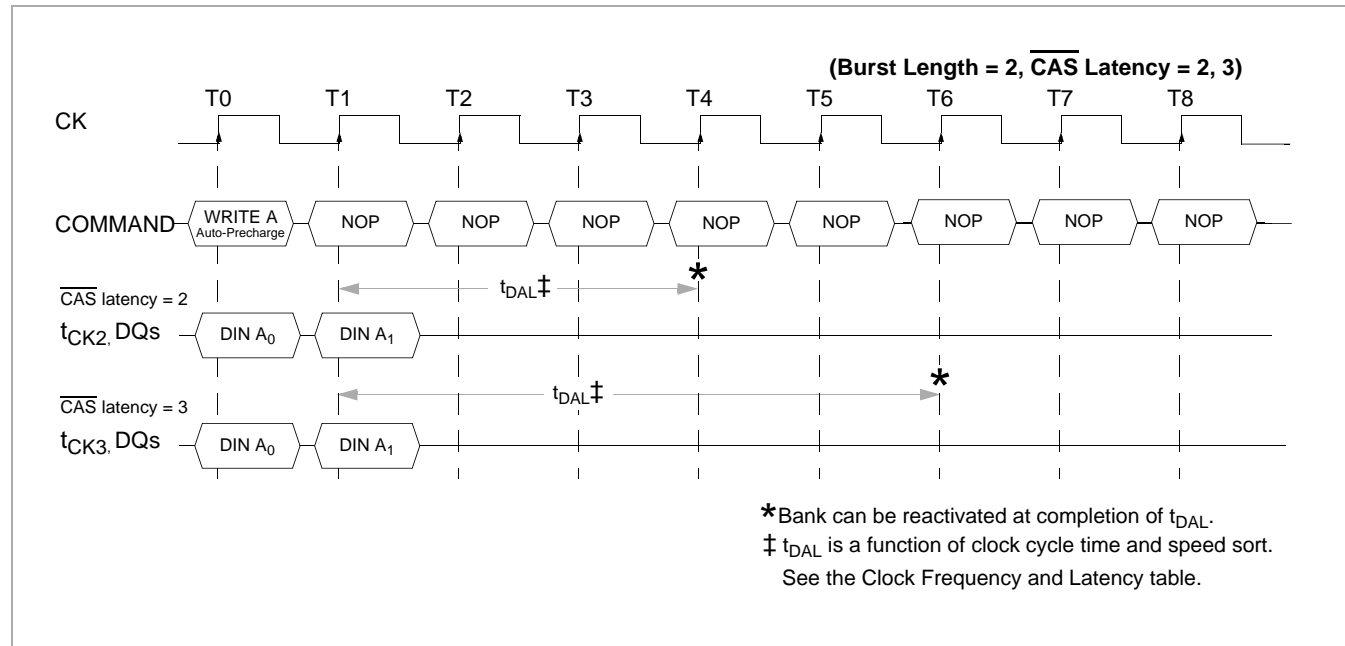 (Burst Length = 2, CAS Latency = 2, 3)
T0 T1 T2 T3 T4 T5 T6 T7 T8
CK
COMMAND WRITE A Auto-Precharge NOP NOP NOP NOP NOP NOP NOP NOP
tDAL‡ *
CAS latency = 2
tCK2, DQs DIN A0 DIN A1
tDAL‡ *
CAS latency = 3
tCK3, DQs DIN A0 DIN A1
*Bank can be reactivated at completion of tDAL.
‡ tDAL is a function of clock cycle time and speed sort.
See the Clock Frequency and Latency table.